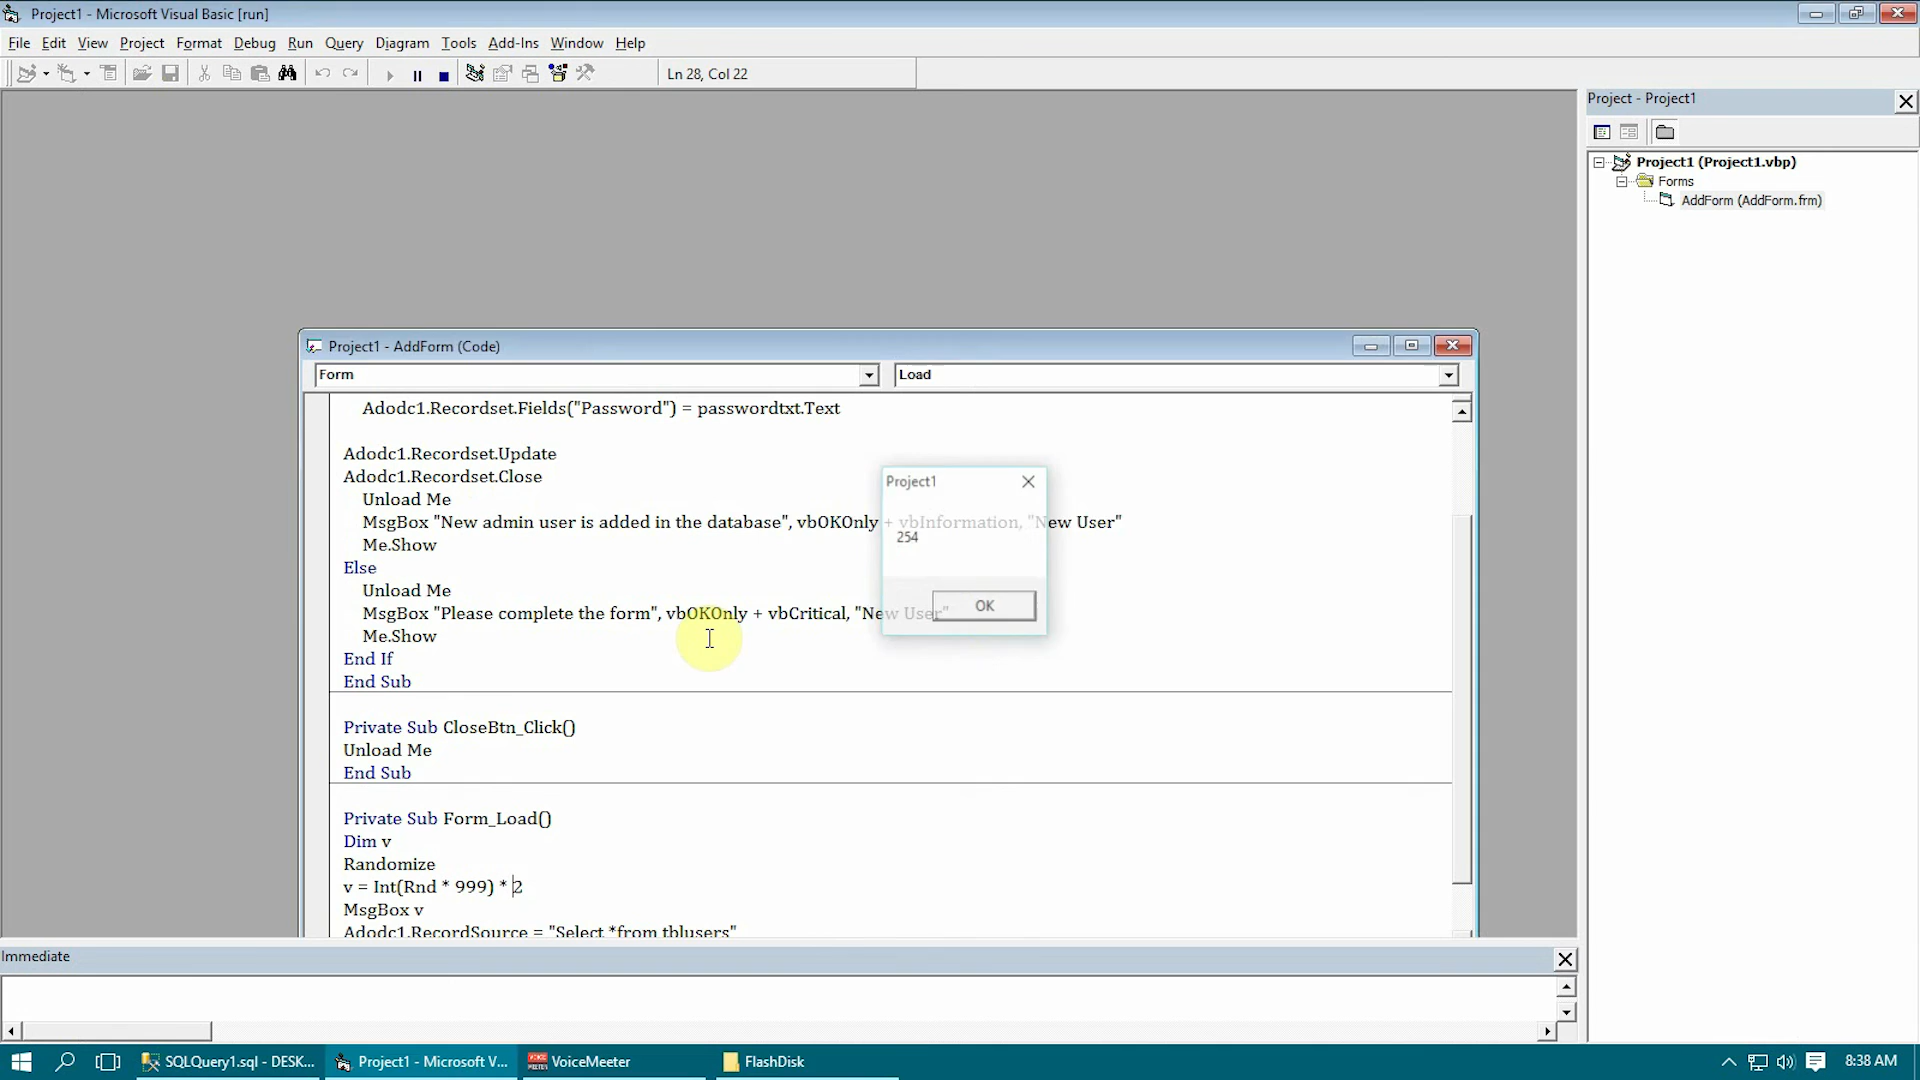 Project1 - Microsoft Visual Basic [run]
File Edit View Project Format Debug Run Query Diagram Tools Add-Ins Window Help
Ln 28, Col 22
Project - Project1
Project1 (Project1.vbp)
Forms
AddForm (AddForm.frm)
Project1 - AddForm (Code)
Form Load
Adodc1.Recordset.Fields("Password") = passwordtxt.Text
Adodc1.Recordset.Update
Adodc1.Recordset.Close
Unload Me
MsgBox "New admin user is added in the database", vbOKOnly + vbInformation, "New User"
Me.Show
Else
Unload Me
MsgBox "Please complete the form", vbOKOnly + vbCritical, "New User"
Me.Show
End If
End Sub
Private Sub CloseBtn_Click()
Unload Me
End Sub
Private Sub Form_Load()
Dim v
Randomize
v = Int(Rnd * 999) * 2
MsgBox v
Adodc1.RecordSource = "Select *from tblusers"
Project1
254
OK
Immediate
SQLQuery1.sql - DESK...
Project1 - Microsoft V...
VOICE MEETER
VoiceMeeter
FlashDisk
8:38 AM